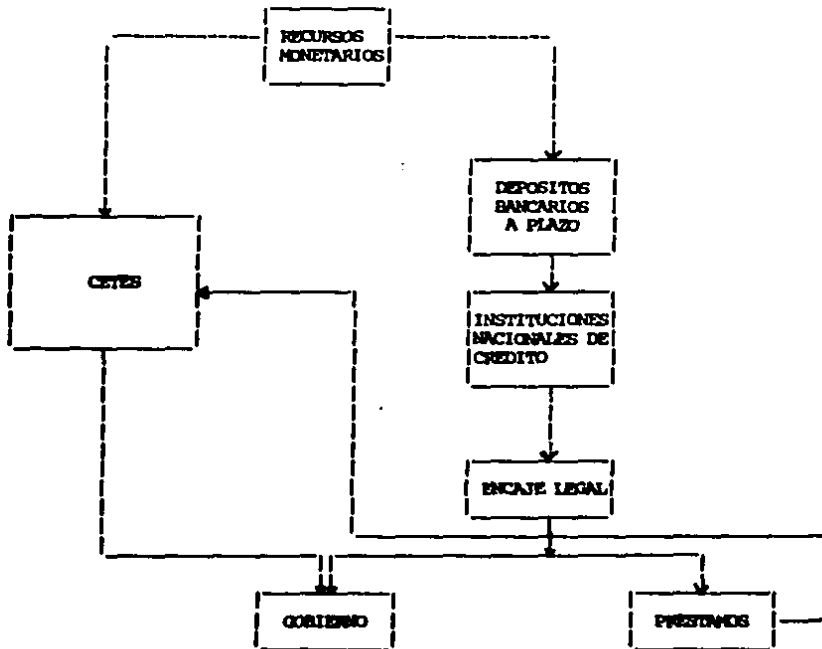 RECURSOS
MONETARIOS
DEPOSITOS
BANCARIOS
A PLAZO
CETES
INSTITUCIONES
NACIONALES DE
CREDITO
ENCAJE LEGAL
GOBIERNO
PRESTAMOS